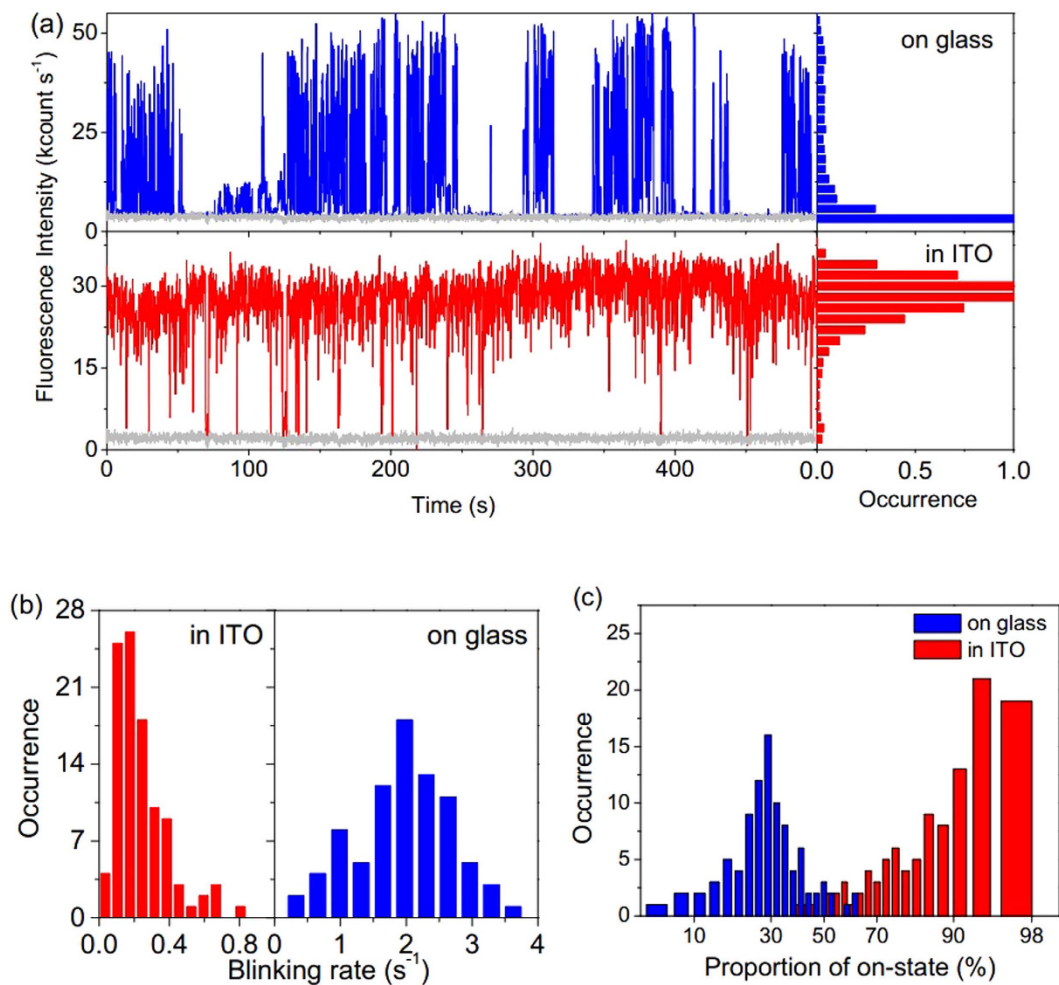 (a)
on glass
in ITO
Fluorescence Intensity (kcount s⁻¹)
50
25
0
30
15
0
0 100 200 300 400 0.0 0.5 1.0
Time (s) Occurrence
(b)
in ITO on glass
Occurrence
28
21
14
7
0
0.0 0.4 0.8 0 1 2 3 4
Blinking rate (s⁻¹)
(c)
on glass
in ITO
Occurrence
25
20
15
10
5
0
10 30 50 70 90 98
Proportion of on-state (%)